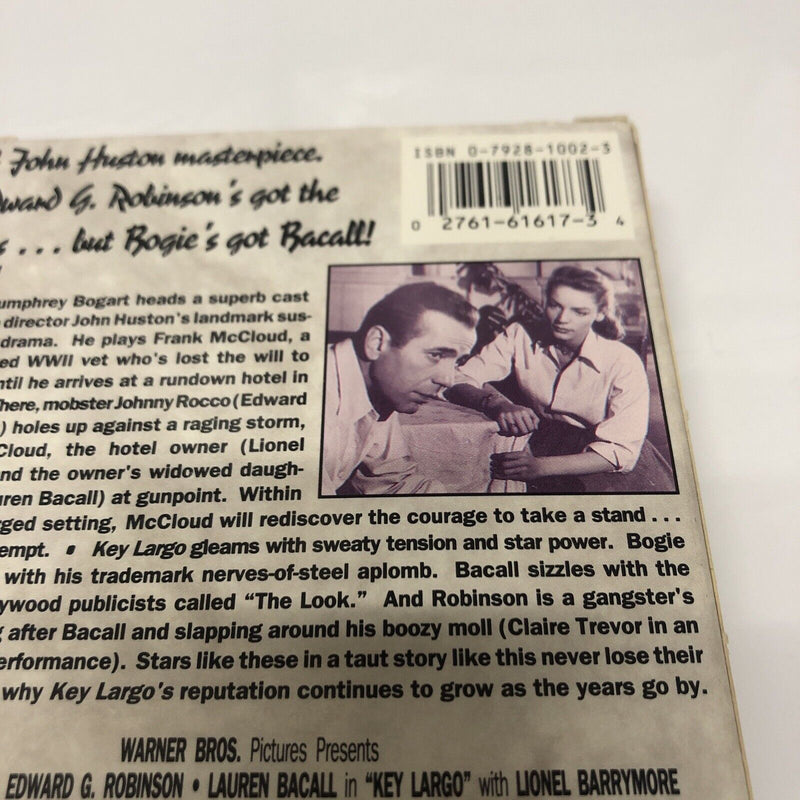 John Huston masterpiece.
dward G. Robinson's got the
s . . . but Bogie's got Bacall!
ISBN 0-7928-1002-3
0 2761-61617-3 4
umphrey Bogart heads a superb cast
director John Huston's landmark sus-
drama. He plays Frank McCloud, a
ed WWII vet who's lost the will to
ntil he arrives at a rundown hotel in
here, mobster Johnny Rocco (Edward
) holes up against a raging storm,
Cloud, the hotel owner (Lionel
nd the owner's widowed daugh-
uren Bacall) at gunpoint. Within
rged setting, McCloud will rediscover the courage to take a stand . . .
empt. • Key Largo gleams with sweaty tension and star power. Bogie
with his trademark nerves-of-steel aplomb. Bacall sizzles with the
ywood publicists called “The Look.” And Robinson is a gangster's
g after Bacall and slapping around his boozy moll (Claire Trevor in an
erformance). Stars like these in a taut story like this never lose their
why Key Largo's reputation continues to grow as the years go by.
WARNER BROS. Pictures Presents
EDWARD G. ROBINSON • LAUREN BACALL in “KEY LARGO” with LIONEL BARRYMORE